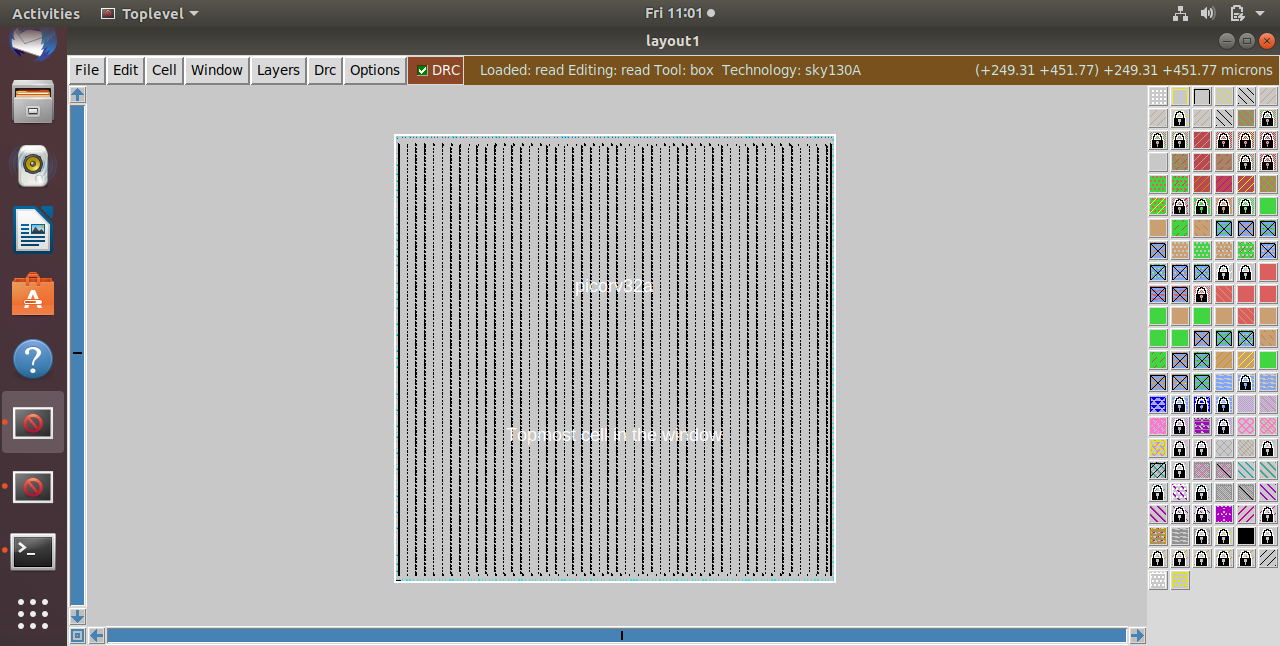 Activities Toplevel Fri 11:01
layout1
File Edit Cell Window Layers Drc Options DRC Loaded: read Editing: read Tool: box Technology: sky130A (+249.31 +451.77) +249.31 +451.77 microns
picorv32a
Topmost cell in the window